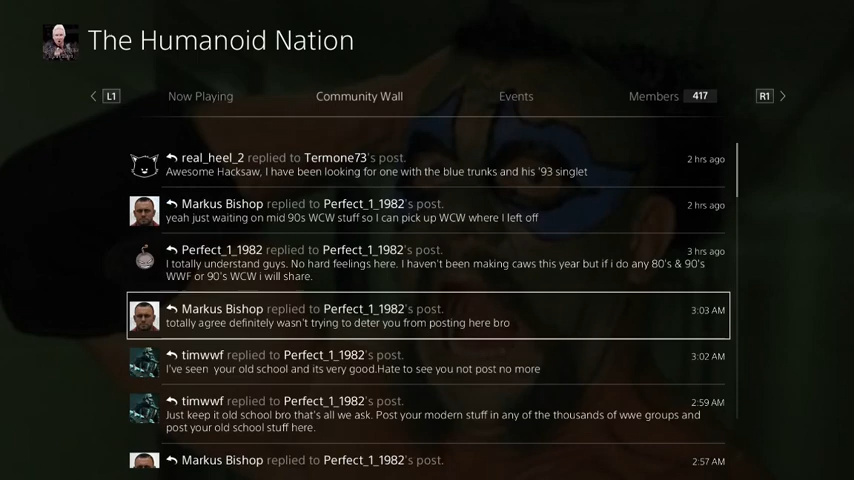 The Humanoid Nation
L1
Now Playing
Community Wall
Events
Members 417
R1
real_heel_2 replied to Termone73's post.
2 hrs ago
Awesome Hacksaw, I have been looking for one with the blue trunks and his '93 singlet
Markus Bishop replied to Perfect_1_1982's post.
2 hrs ago
yeah just waiting on mid 90s WCW stuff so I can pick up WCW where I left off
Perfect_1_1982 replied to Perfect_1_1982's post.
3 hrs ago
I totally understand guys. No hard feelings here. I haven't been making caws this year but if i do any 80's & 90's
WWF or 90's WCW i will share.
Markus Bishop replied to Perfect_1_1982's post.
3:03 AM
totally agree definitely wasn't trying to deter you from posting here bro
timwwf replied to Perfect_1_1982's post.
3:02 AM
I've seen  your old school and its very good.Hate to see you not post no more
timwwf replied to Perfect_1_1982's post.
2:59 AM
Just keep it old school bro that's all we ask. Post your modern stuff in any of the thousands of wwe groups and
post your old school stuff here.
Markus Bishop replied to Perfect_1_1982's post.
2:57 AM